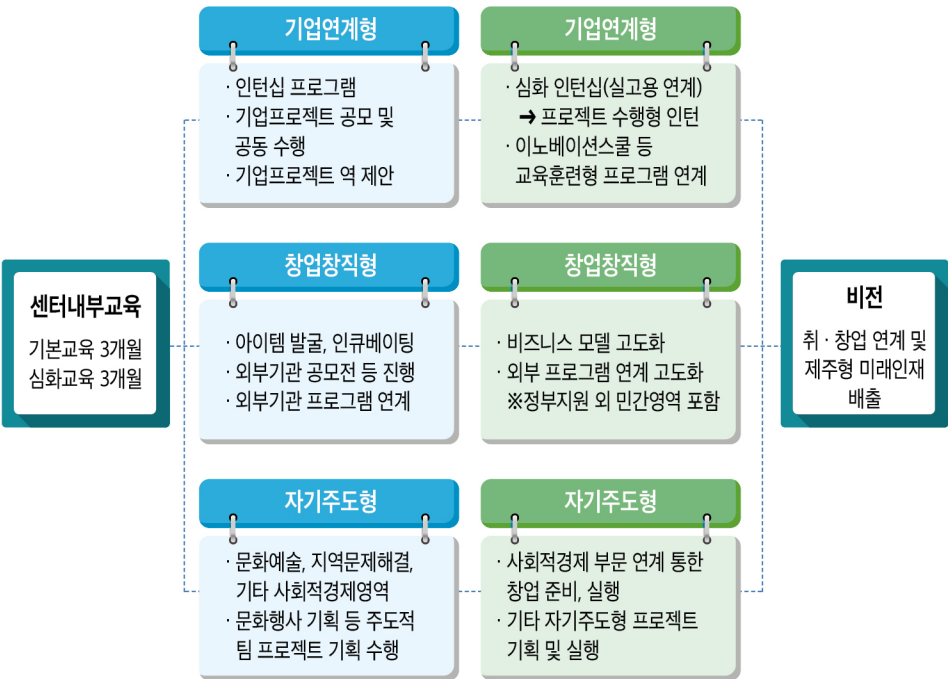 센터내부교육
기본교육 3개월
심화교육 3개월
기업연계형
· 인턴십 프로그램
· 기업프로젝트 공모 및
공동 수행
· 기업프로젝트 역 제안
기업연계형
· 심화 인턴십(실고용 연계)
→ 프로젝트 수행형 인턴
· 이노베이션스쿨 등
교육훈련형 프로그램 연계
창업창직형
· 아이템 발굴, 인큐베이팅
· 외부기관 공모전 등 진행
· 외부기관 프로그램 연계
창업창직형
· 비즈니스 모델 고도화
· 외부 프로그램 연계 고도화
※정부지원 외 민간영역 포함
자기주도형
· 문화예술, 지역문제해결,
기타 사회적경제영역
· 문화행사 기획 등 주도적
팀 프로젝트 기획 수행
자기주도형
· 사회적경제 부문 연계 통한
창업 준비, 실행
· 기타 자기주도형 프로젝트
기획 및 실행
비전
취 · 창업 연계 및
제주형 미래인재
배출